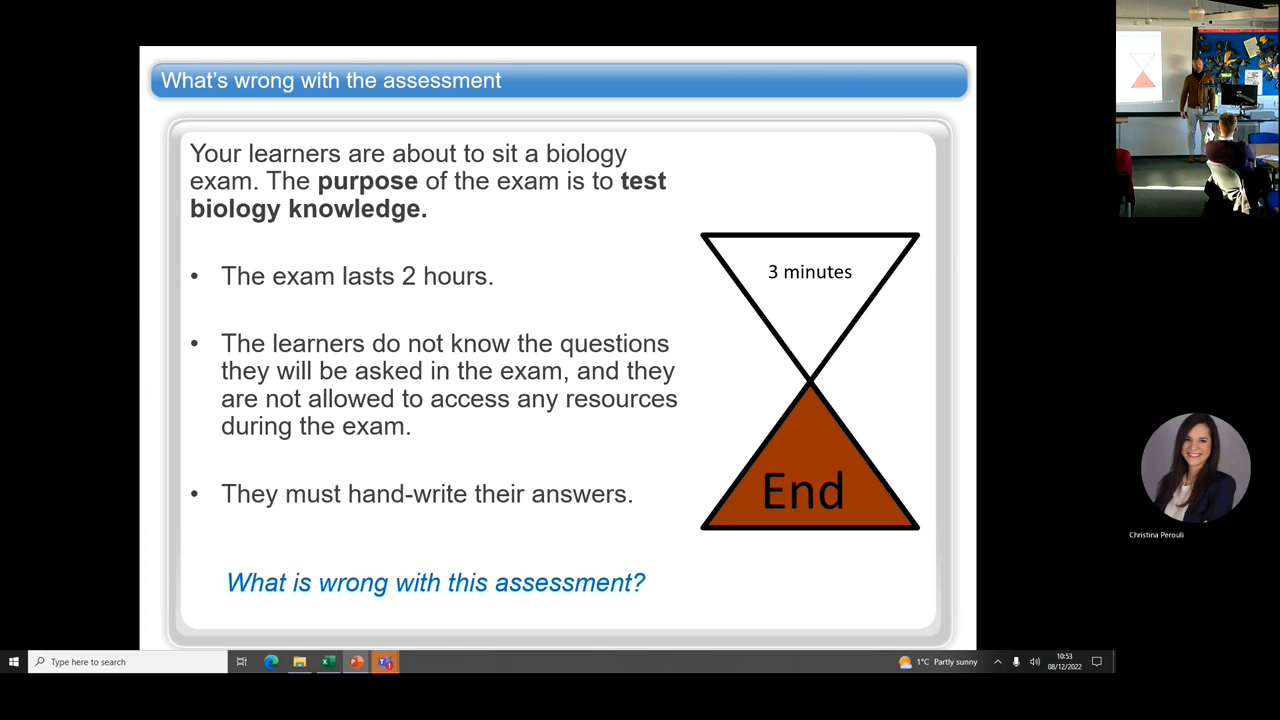 What's wrong with the assessment
Your learners are about to sit a biology
exam. The purpose of the exam is to test
biology knowledge.
• The exam lasts 2 hours.
• The learners do not know the questions
they will be asked in the exam, and they
are not allowed to access any resources
during the exam.
• They must hand-write their answers.
What is wrong with this assessment?
3 minutes
End
Christina Perouli
Type here to search
1°C Partly sunny
10:53
08/12/2022